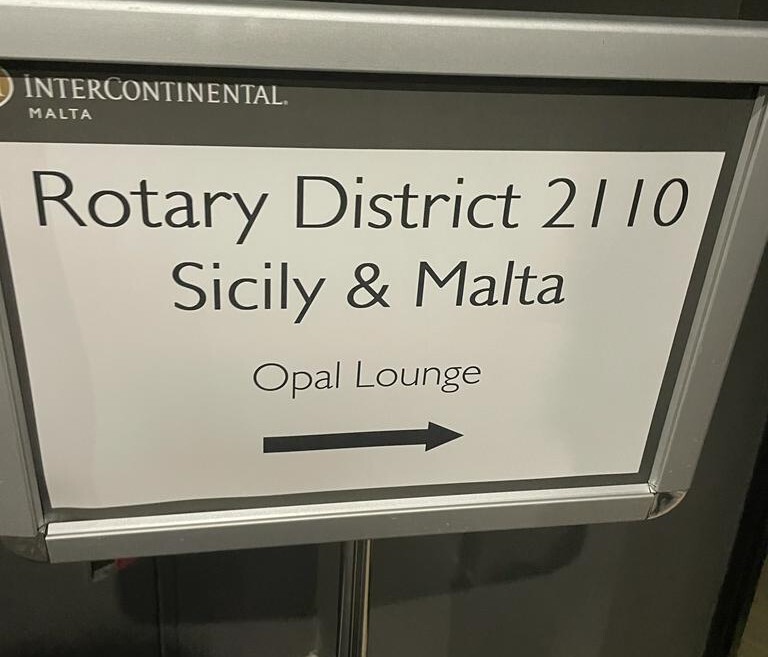 INTERCONTINENTAL.
MALTA
Rotary District 2110
Sicily & Malta
Opal Lounge